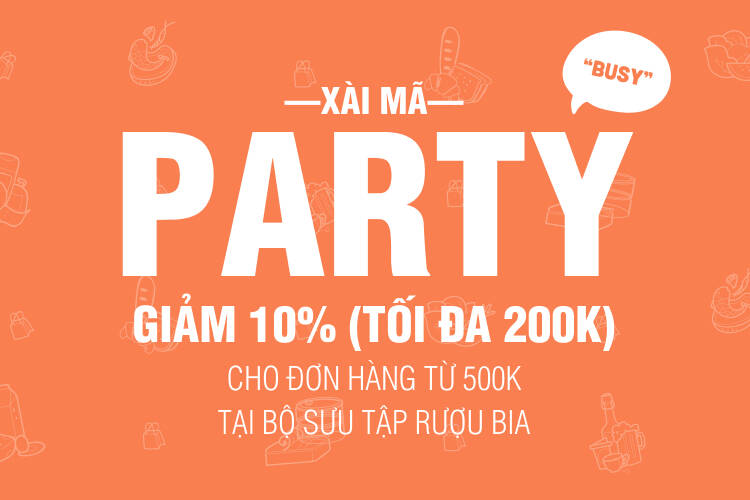 “BUSY”
—XÀI MÃ—
PARTY
GIẢM 10% (TỐI ĐA 200K)
CHO ĐƠN HÀNG TỪ 500K
TẠI BỘ SƯU TẬP RƯỢU BIA